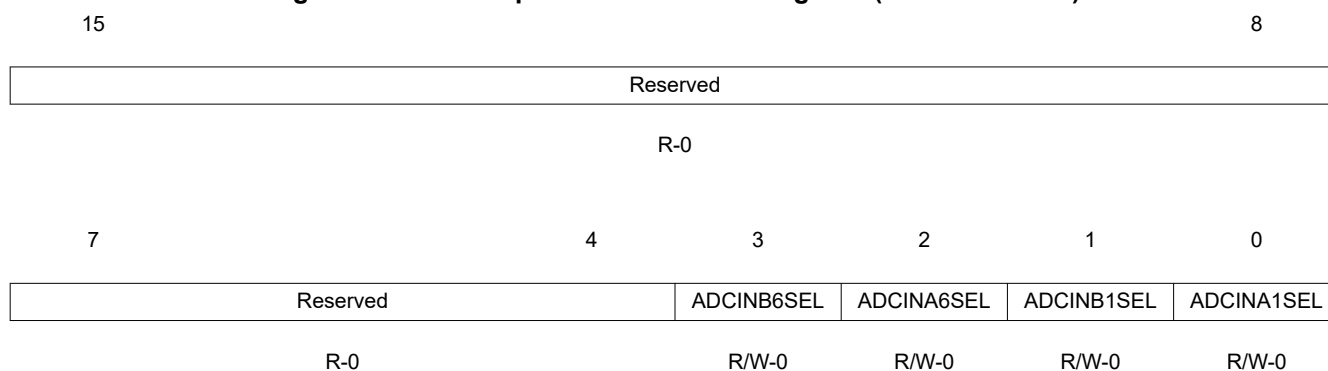 15 8
Reserved
R-0
7 4 3 2 1 0
Reserved ADCINB6SEL ADCINA6SEL ADCINB1SEL ADCINA1SEL
R-0 R/W-0 R/W-0 R/W-0 R/W-0